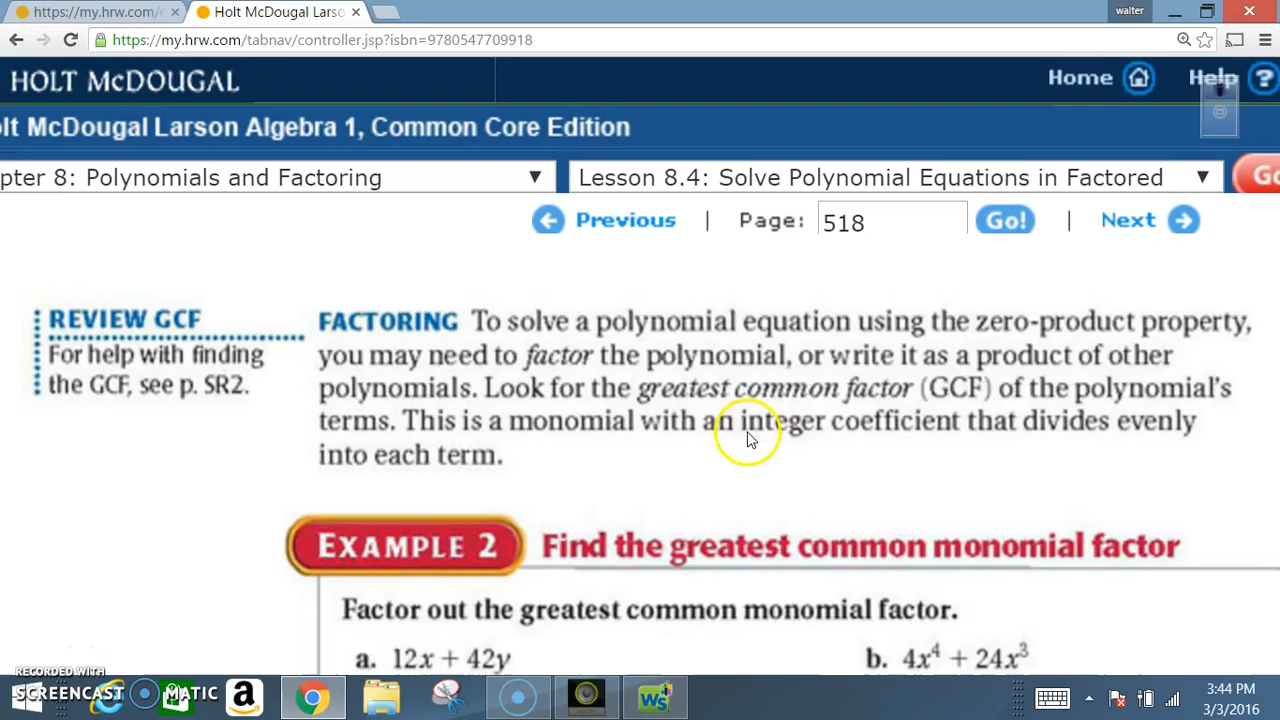 https://my.hrw.com/c
Holt McDougal Larso
walter
https://my.hrw.com/tabnav/controller.jsp?isbn=9780547709918
HOLT McDOUGAL
Home
Help ?
lt McDougal Larson Algebra 1, Common Core Edition
pter 8: Polynomials and Factoring
Lesson 8.4: Solve Polynomial Equations in Factored
Go
Previous | Page: 518 Go! | Next
REVIEW GCF
For help with finding
the GCF, see p. SR2.
FACTORING To solve a polynomial equation using the zero-product property,
you may need to factor the polynomial, or write it as a product of other
polynomials. Look for the greatest common factor (GCF) of the polynomial's
terms. This is a monomial with an integer coefficient that divides evenly
into each term.
EXAMPLE 2 Find the greatest common monomial factor
Factor out the greatest common monomial factor.
a. 12x + 42y
b. 4x⁴ + 24x³
RECORDED WITH
SCREENCAST MATIC
a
WS
3:44 PM
3/3/2016